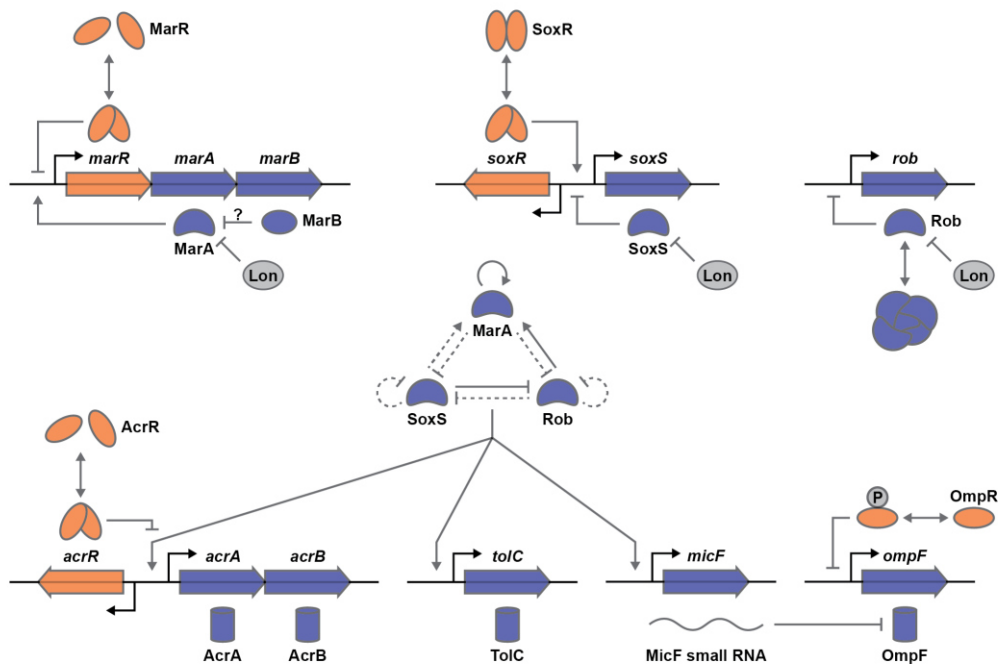 MarR
SoxR
marR marA marB
soxR soxS
rob
?
MarB
MarA
SoxS
Rob
Lon
Lon
Lon
MarA
SoxS
Rob
AcrR
P
OmpR
acrR acrA acrB
tolC
micF
ompF
AcrA AcrB
TolC
MicF small RNA
OmpF